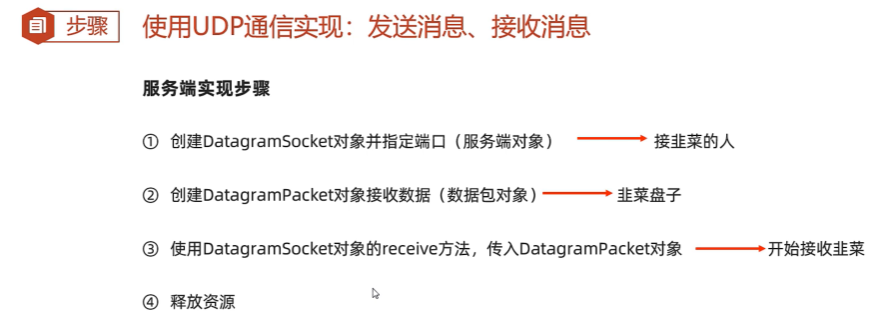 步骤 使用UDP通信实现：发送消息、接收消息
服务端实现步骤
① 创建DatagramSocket对象并指定端口（服务端对象） 接韭菜的人
② 创建DatagramPacket对象接收数据（数据包对象） 韭菜盘子
③ 使用DatagramSocket对象的receive方法，传入DatagramPacket对象 开始接收韭菜
④ 释放资源